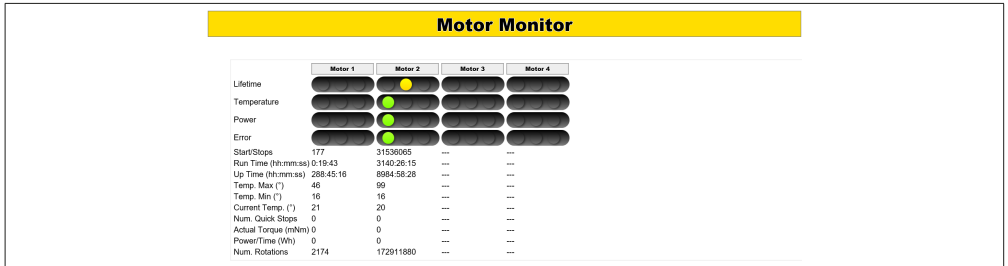 Motor Monitor
Motor 1 Motor 2 Motor 3 Motor 4
Lifetime
Temperature
Power
Error
Start/Stops 177 31536065 --- ---
Run Time (hh:mm:ss) 0:19:43 3140:26:15 --- ---
Up Time (hh:mm:ss) 288:45:16 8984:58:28 --- ---
Temp. Max (°) 46 99 --- ---
Temp. Min (°) 16 16 --- ---
Current Temp. (°) 21 20 --- ---
Num. Quick Stops 0 0 --- ---
Actual Torque (mNm) 0 0 --- ---
Power/Time (Wh) 0 0 --- ---
Num. Rotations 2174 172911880 --- ---